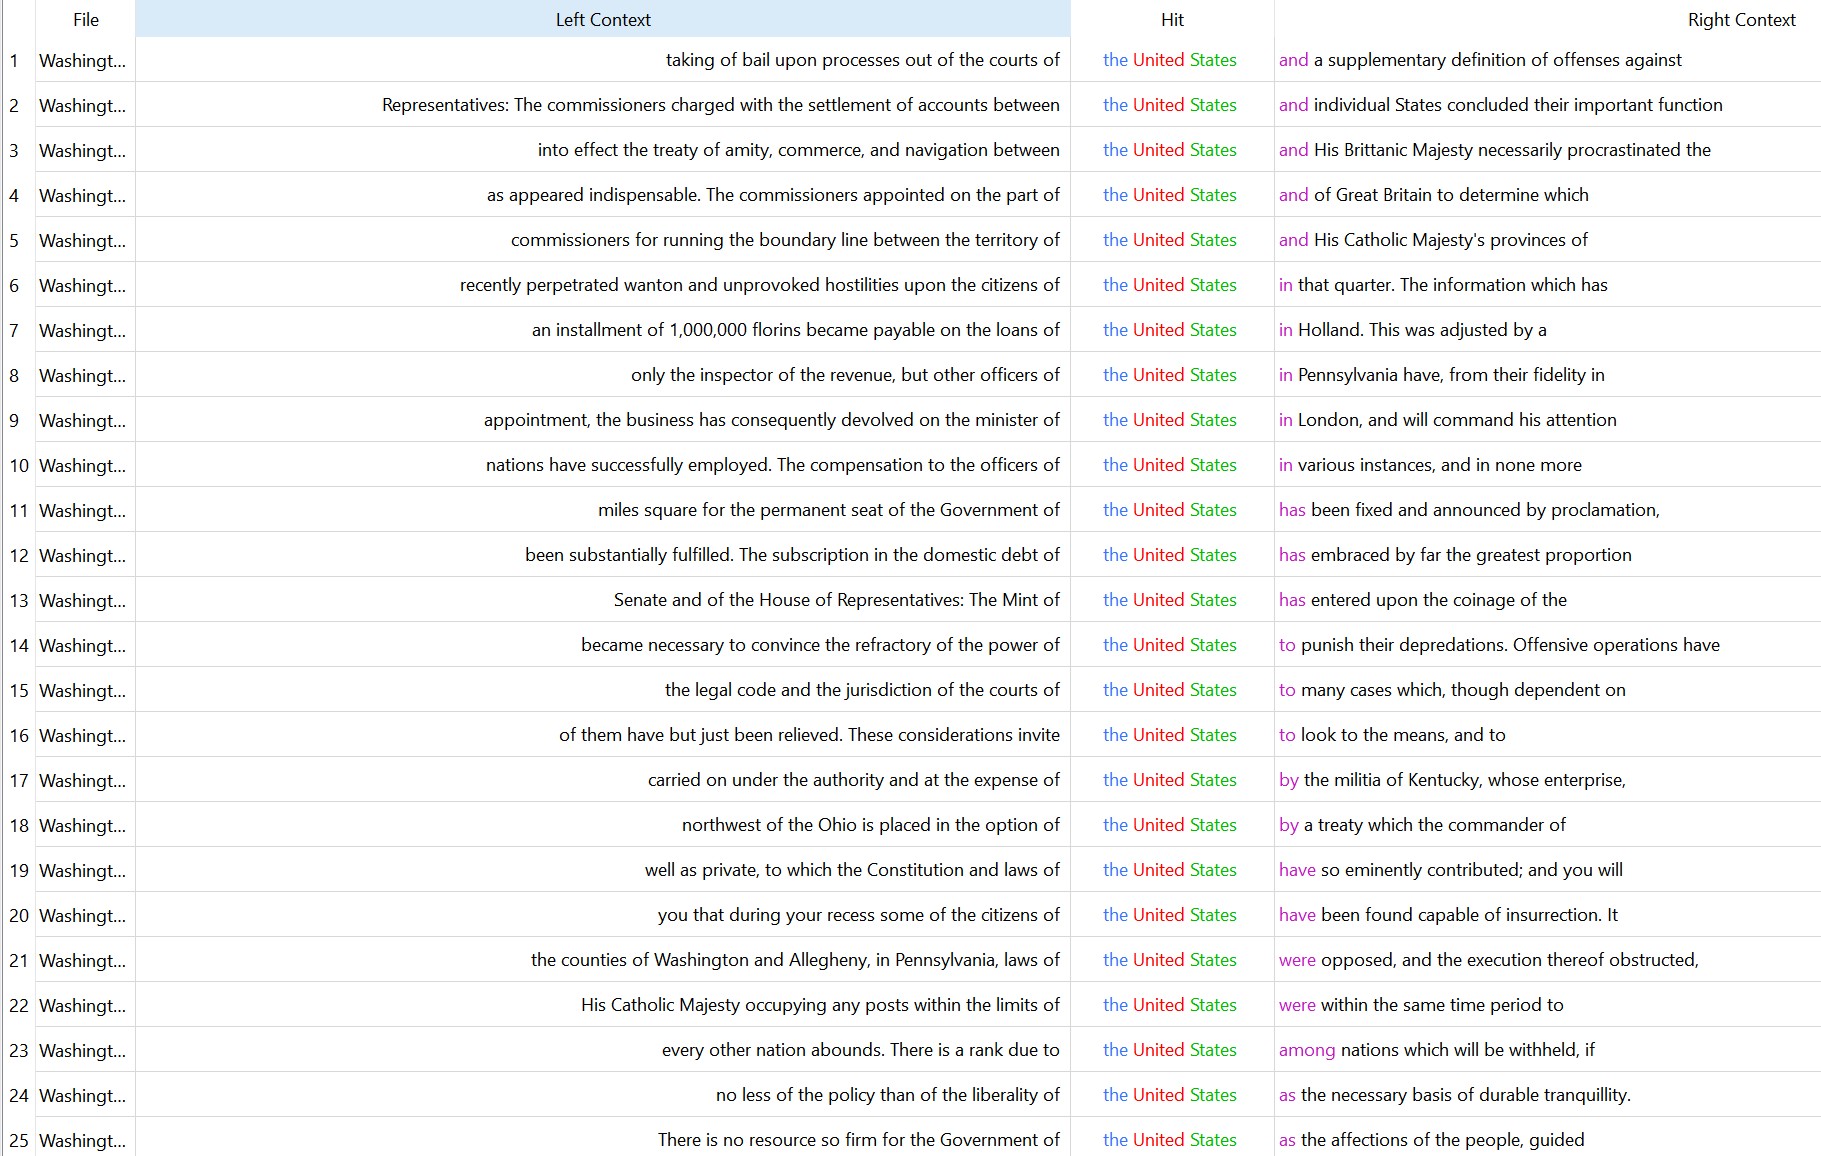 File Left Context Hit Right Context
1 Washingt... taking of bail upon processes out of the courts of the United States and a supplementary definition of offenses against
2 Washingt... Representatives: The commissioners charged with the settlement of accounts between the United States and individual States concluded their important function
3 Washingt... into effect the treaty of amity, commerce, and navigation between the United States and His Brittanic Majesty necessarily procrastinated the
4 Washingt... as appeared indispensable. The commissioners appointed on the part of the United States and of Great Britain to determine which
5 Washingt... commissioners for running the boundary line between the territory of the United States and His Catholic Majesty's provinces of
6 Washingt... recently perpetrated wanton and unprovoked hostilities upon the citizens of the United States in that quarter. The information which has
7 Washingt... an installment of 1,000,000 florins became payable on the loans of the United States in Holland. This was adjusted by a
8 Washingt... only the inspector of the revenue, but other officers of the United States in Pennsylvania have, from their fidelity in
9 Washingt... appointment, the business has consequently devolved on the minister of the United States in London, and will command his attention
10 Washingt... nations have successfully employed. The compensation to the officers of the United States in various instances, and in none more
11 Washingt... miles square for the permanent seat of the Government of the United States has been fixed and announced by proclamation,
12 Washingt... been substantially fulfilled. The subscription in the domestic debt of the United States has embraced by far the greatest proportion
13 Washingt... Senate and of the House of Representatives: The Mint of the United States has entered upon the coinage of the
14 Washingt... became necessary to convince the refractory of the power of the United States to punish their depredations. Offensive operations have
15 Washingt... the legal code and the jurisdiction of the courts of the United States to many cases which, though dependent on
16 Washingt... of them have but just been relieved. These considerations invite the United States to look to the means, and to
17 Washingt... carried on under the authority and at the expense of the United States by the militia of Kentucky, whose enterprise,
18 Washingt... northwest of the Ohio is placed in the option of the United States by a treaty which the commander of
19 Washingt... well as private, to which the Constitution and laws of the United States have so eminently contributed; and you will
20 Washingt... you that during your recess some of the citizens of the United States have been found capable of insurrection. It
21 Washingt... the counties of Washington and Allegheny, in Pennsylvania, laws of the United States were opposed, and the execution thereof obstructed,
22 Washingt... His Catholic Majesty occupying any posts within the limits of the United States were within the same time period to
23 Washingt... every other nation abounds. There is a rank due to the United States among nations which will be withheld, if
24 Washingt... no less of the policy than of the liberality of the United States as the necessary basis of durable tranquillity.
25 Washingt... There is no resource so firm for the Government of the United States as the affections of the people, guided